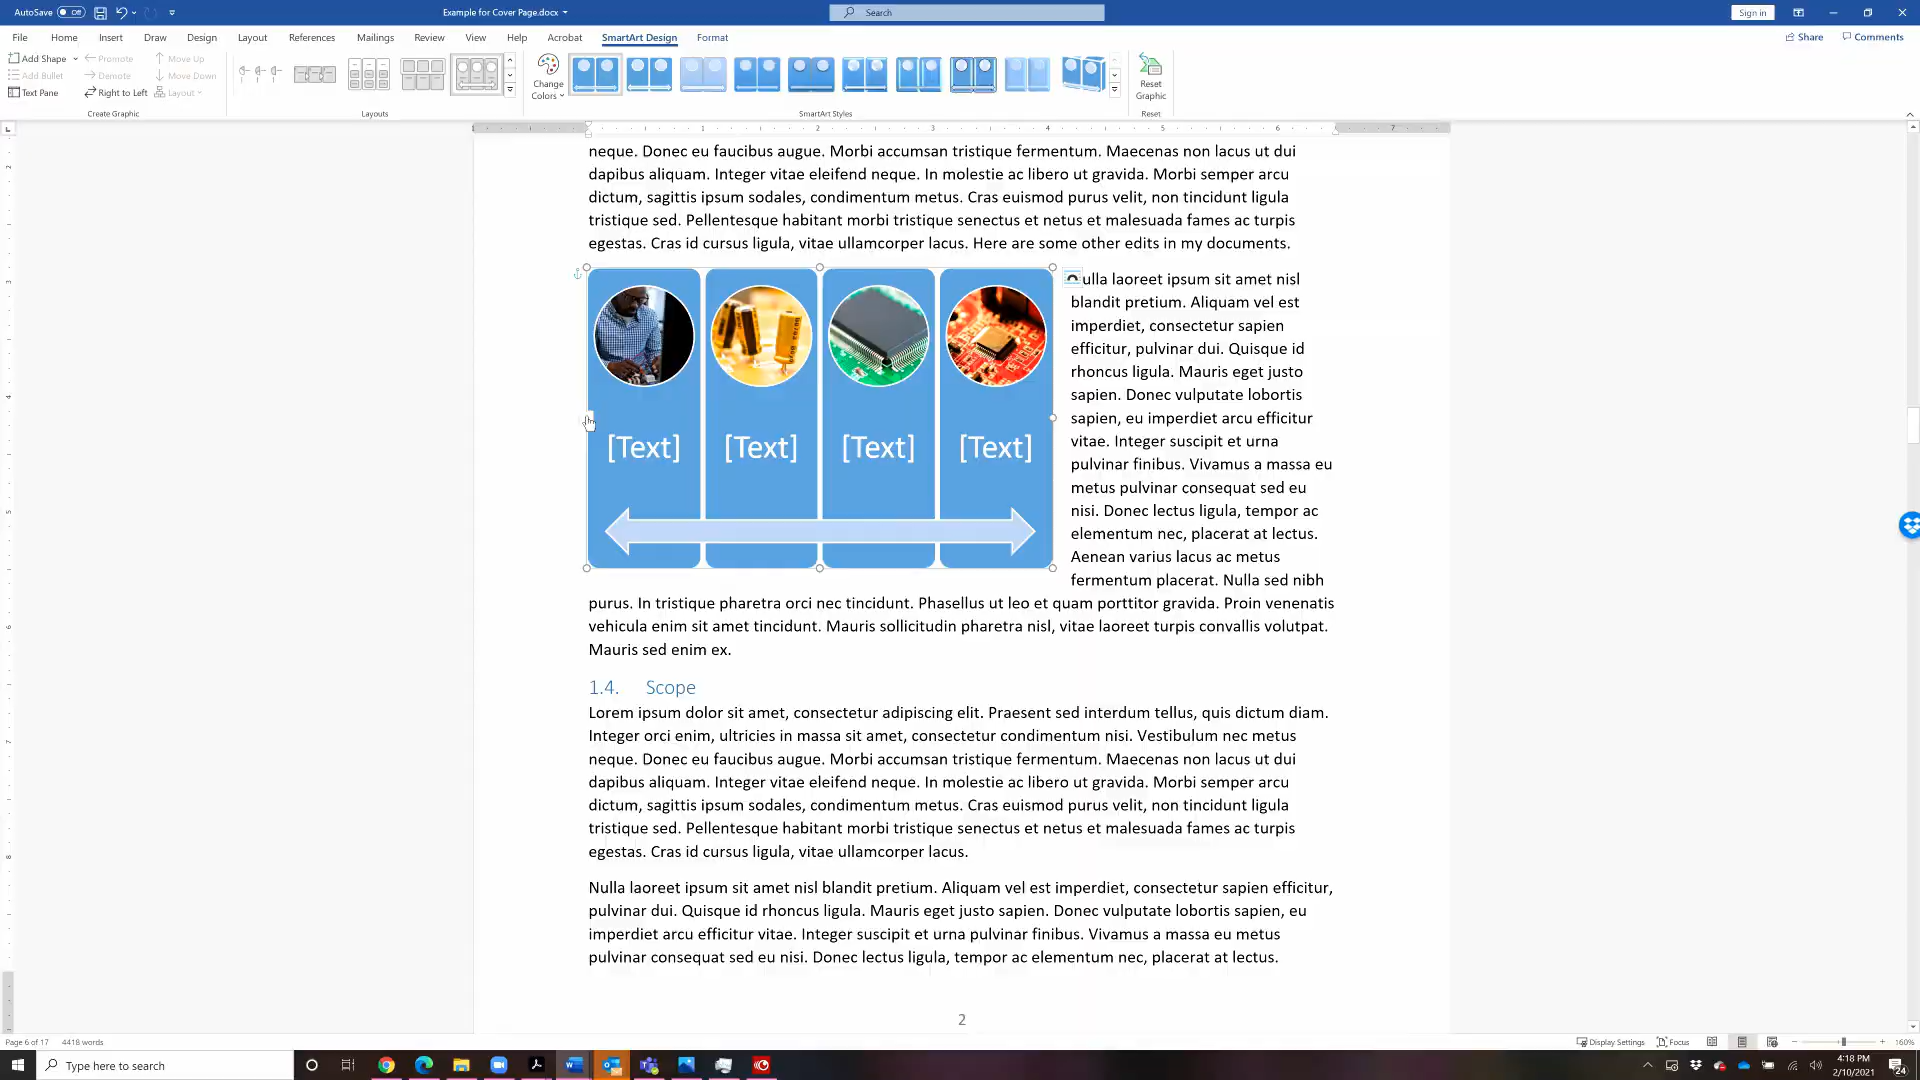 AutoSave Off
Example for Cover Page.docx
Search
Sign in
File Home Insert Draw Design Layout References Mailings Review View Help Acrobat SmartArt Design Format
Share Comments
Add Shape Promote Move Up
Add Bullet Demote Move Down
Text Pane Right to Left Layout
Create Graphic
Layouts
Change Colors
SmartArt Styles
Reset Graphic
Reset
1 2 3 4 5 6 7
neque. Donec eu faucibus augue. Morbi accumsan tristique fermentum. Maecenas non lacus ut dui
dapibus aliquam. Integer vitae eleifend neque. In molestie ac libero ut gravida. Morbi semper arcu
dictum, sagittis ipsum sodales, condimentum metus. Cras euismod purus velit, non tincidunt ligula
tristique sed. Pellentesque habitant morbi tristique senectus et netus et malesuada fames ac turpis
egestas. Cras id cursus ligula, vitae ullamcorper lacus. Here are some other edits in my documents.
[Text] [Text] [Text] [Text]
ulla laoreet ipsum sit amet nisl
blandit pretium. Aliquam vel est
imperdiet, consectetur sapien
efficitur, pulvinar dui. Quisque id
rhoncus ligula. Mauris eget justo
sapien. Donec vulputate lobortis
sapien, eu imperdiet arcu efficitur
vitae. Integer suscipit et urna
pulvinar finibus. Vivamus a massa eu
metus pulvinar consequat sed eu
nisi. Donec lectus ligula, tempor ac
elementum nec, placerat at lectus.
Aenean varius lacus ac metus
fermentum placerat. Nulla sed nibh
purus. In tristique pharetra orci nec tincidunt. Phasellus ut leo et quam porttitor gravida. Proin venenatis
vehicula enim sit amet tincidunt. Mauris sollicitudin pharetra nisl, vitae laoreet turpis convallis volutpat.
Mauris sed enim ex.
1.4. Scope
Lorem ipsum dolor sit amet, consectetur adipiscing elit. Praesent sed interdum tellus, quis dictum diam.
Integer orci enim, ultricies in massa sit amet, consectetur condimentum nisi. Vestibulum nec metus
neque. Donec eu faucibus augue. Morbi accumsan tristique fermentum. Maecenas non lacus ut dui
dapibus aliquam. Integer vitae eleifend neque. In molestie ac libero ut gravida. Morbi semper arcu
dictum, sagittis ipsum sodales, condimentum metus. Cras euismod purus velit, non tincidunt ligula
tristique sed. Pellentesque habitant morbi tristique senectus et netus et malesuada fames ac turpis
egestas. Cras id cursus ligula, vitae ullamcorper lacus.
Nulla laoreet ipsum sit amet nisl blandit pretium. Aliquam vel est imperdiet, consectetur sapien efficitur,
pulvinar dui. Quisque id rhoncus ligula. Mauris eget justo sapien. Donec vulputate lobortis sapien, eu
imperdiet arcu efficitur vitae. Integer suscipit et urna pulvinar finibus. Vivamus a massa eu metus
pulvinar consequat sed eu nisi. Donec lectus ligula, tempor ac elementum nec, placerat at lectus.
2
Page 6 of 17 4418 words
Display Settings Focus 160%
Type here to search
4:18 PM
2/10/2021
24